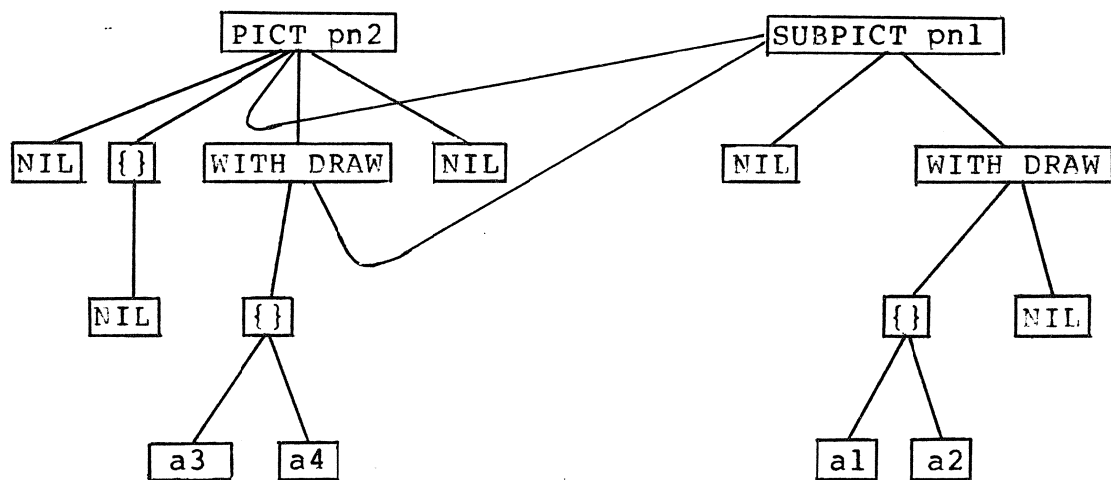 PICT pn2 SUBPICT pn1
NIL {} WITH DRAW NIL NIL WITH DRAW
NIL {} {} NIL
a3 a4 a1 a2